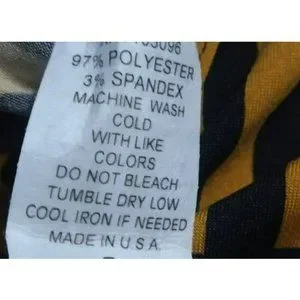 97% POLYESTER
3% SPANDEX
MACHINE WASH
COLD
WITH LIKE
COLORS
DO NOT BLEACH
TUMBLE DRY LOW
COOL IRON IF NEEDED
MADE IN U.S.A.